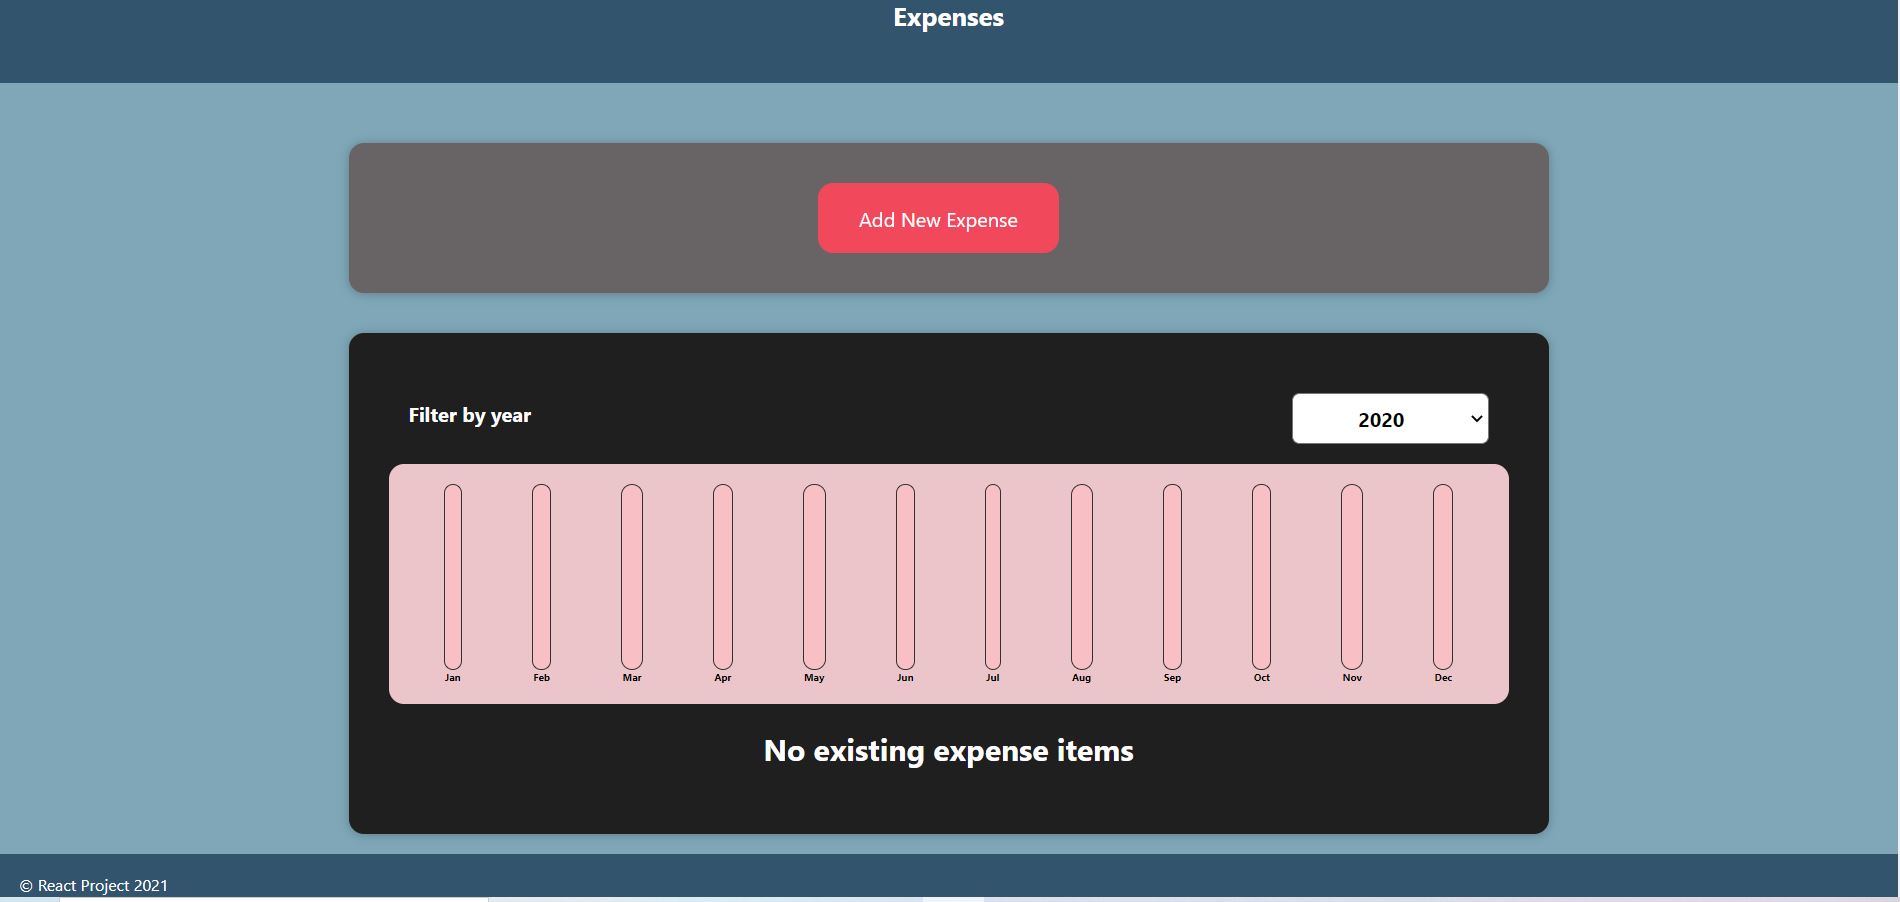 Expenses
Add New Expense
Filter by year
2020
Jan Feb Mar Apr May Jun Jul Aug Sep Oct Nov Dec
No existing expense items
© React Project 2021